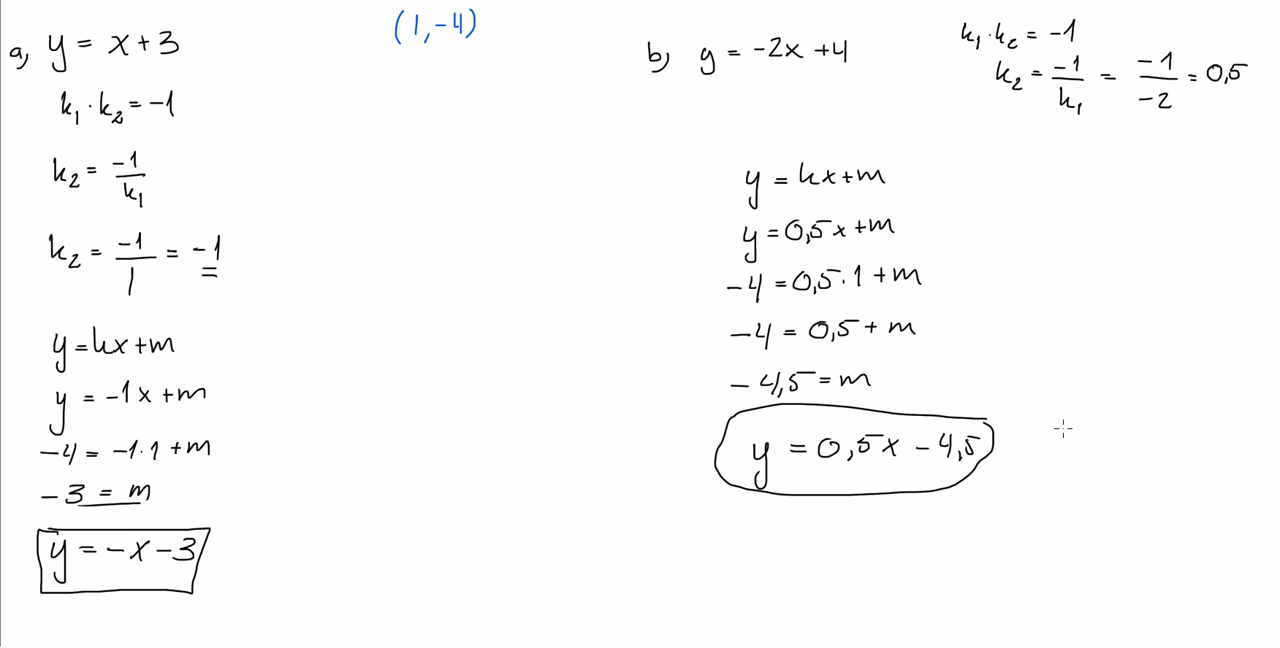 (1,-4)
a) y = x+3
k₁·k₂ = -1
k₂ = -1/k₁
k₂ = -1/1 = -1
y = kx+m
y = -1x+m
-4 = -1·1+m
-3 = m
y = -x-3
b) y = -2x+4
k₁·k₂ = -1
k₂ = -1/k₁ = -1/-2 = 0,5
y = kx+m
y = 0,5x+m
-4 = 0,5·1+m
-4 = 0,5+m
-4,5 = m
y = 0,5x-4,5